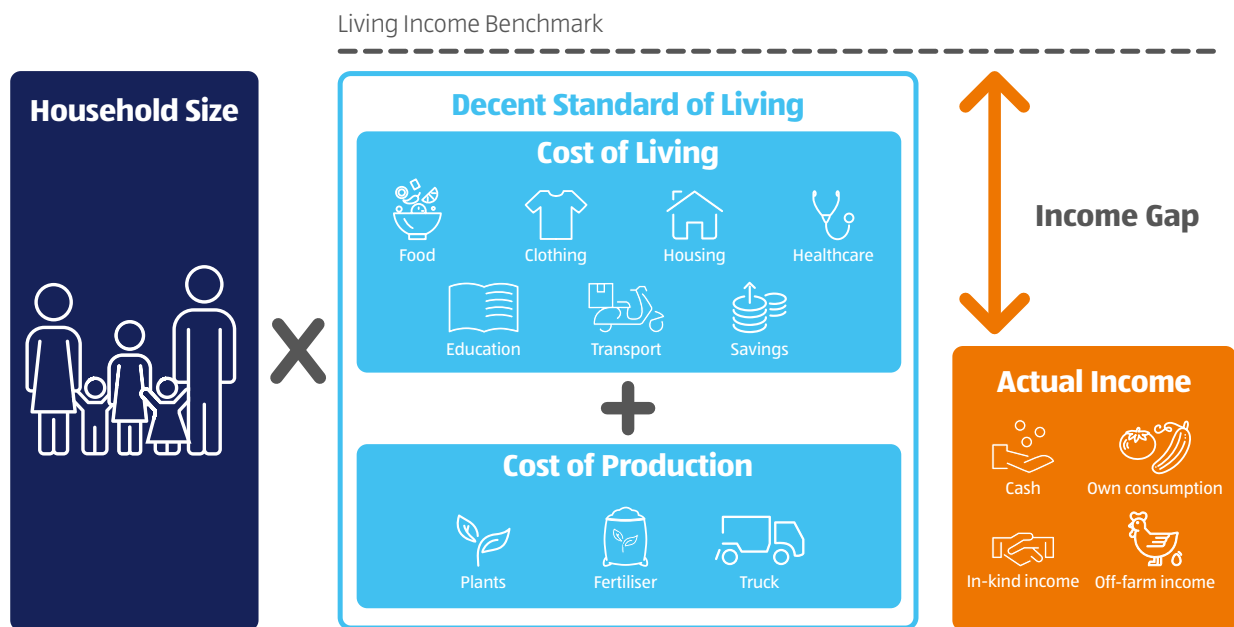 Living Income Benchmark
Household Size
Decent Standard of Living
Cost of Living
Food
Clothing
Housing
Healthcare
Education
Transport
Savings
Cost of Production
Plants
Fertiliser
Truck
Income Gap
Actual Income
Cash
Own consumption
In-kind income
Off-farm income